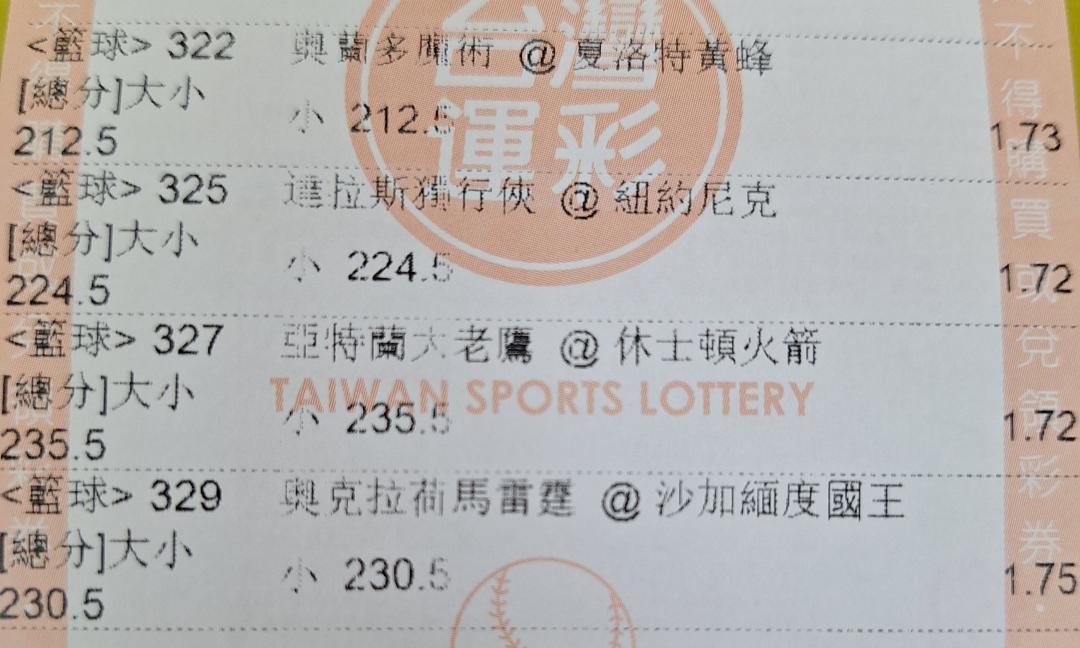 <籃球> 322 奧蘭多魔術 @ 夏洛特黃蜂
[總分]大小 小 212.5 1.73
212.5
<籃球> 325 達拉斯獨行俠 @ 紐約尼克
[總分]大小 小 224.5 1.72
224.5
<籃球> 327 亞特蘭大老鷹 @ 休士頓火箭
[總分]大小 小 235.5 1.72
235.5
<籃球> 329 奧克拉荷馬雷霆 @ 沙加緬度國王
[總分]大小 小 230.5 1.75
230.5
台灣
運彩
TAIWAN SPORTS LOTTERY
不得購買或兌領彩券